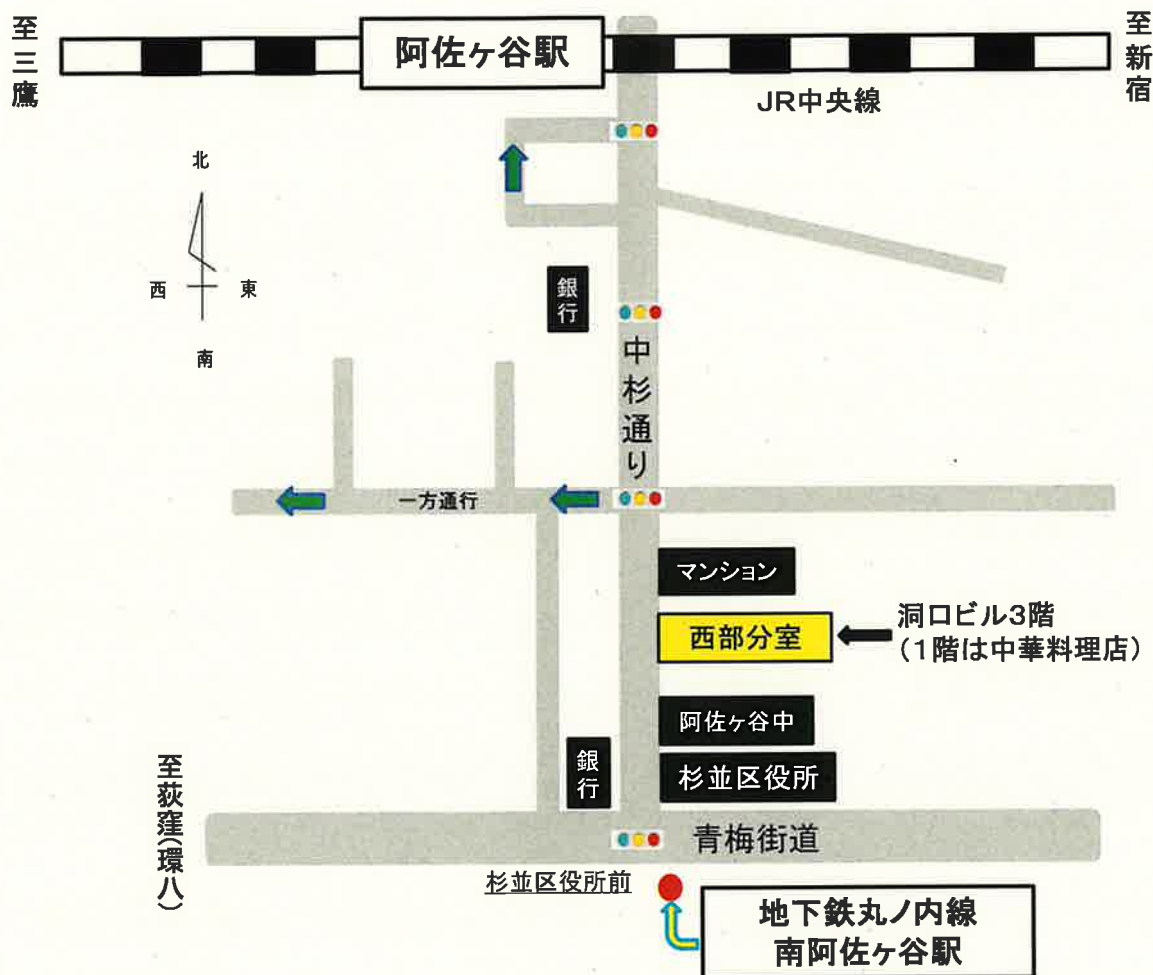 至三鷹
阿佐ヶ谷駅
至新宿
JR中央線
北
西
東
南
銀行
中杉通り
一方通行
マンション
西部分室
洞口ビル3階
(1階は中華料理店)
阿佐ヶ谷中
銀行
杉並区役所
至荻窪(環八)
青梅街道
杉並区役所前
地下鉄丸ノ内線
南阿佐ヶ谷駅